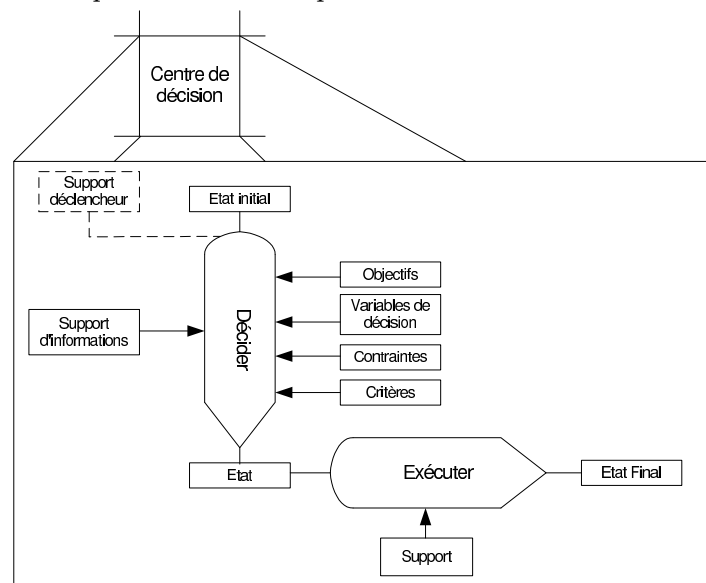 Centre de
décision
Support
déclencheur
Etat initial
Objectifs
Variables de
décision
Support
d'informations
Décider
Contraintes
Critères
Etat
Exécuter
Etat Final
Support